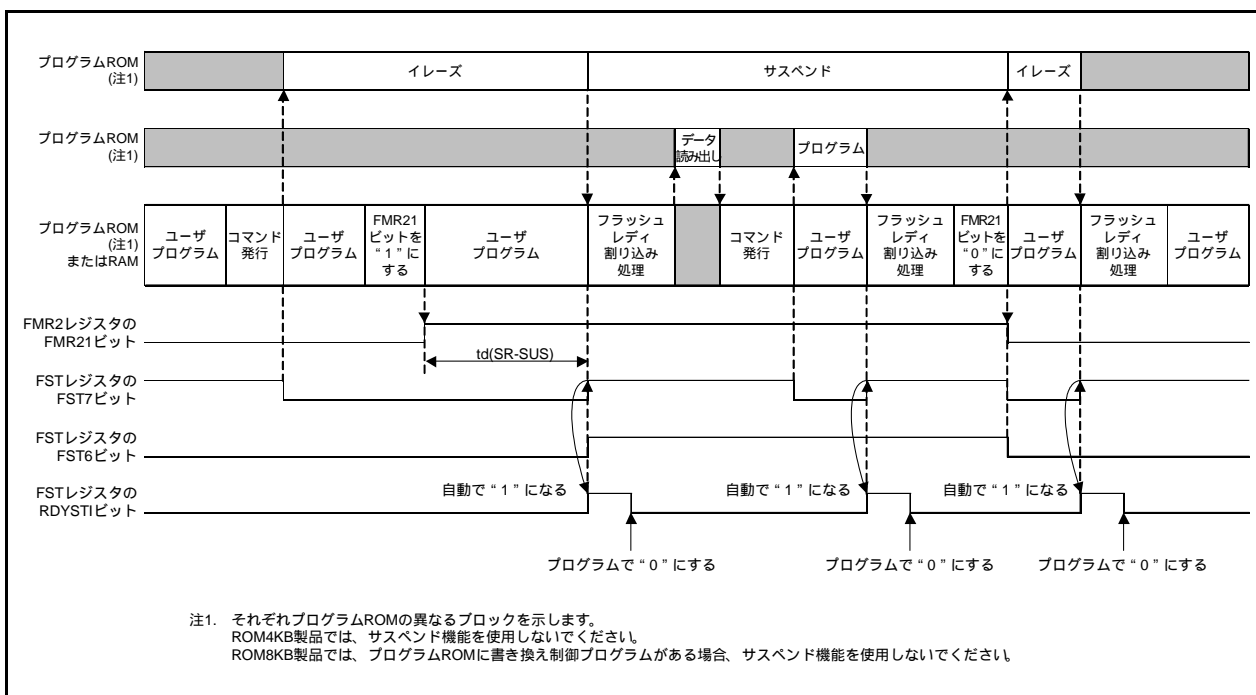 プログラムROM
(注1)
イレーズ
サスペンド
イレーズ
プログラムROM
(注1)
データ
読み出し
プログラム
プログラムROM
(注1)
またはRAM
ユーザ
プログラム
コマンド
発行
ユーザ
プログラム
FMR21
ビットを
“1”に
する
ユーザ
プログラム
フラッシュ
レディ
割り込み
処理
コマンド
発行
ユーザ
プログラム
フラッシュ
レディ
割り込み
処理
FMR21
ビットを
“0”に
する
ユーザ
プログラム
フラッシュ
レディ
割り込み
処理
ユーザ
プログラム
FMR2レジスタの
FMR21ビット
td(SR-SUS)
FSTレジスタの
FST7ビット
FSTレジスタの
FST6ビット
FSTレジスタの
RDYSTIビット
自動で“1”になる
自動で“1”になる
自動で“1”になる
プログラムで“0”にする
プログラムで“0”にする
プログラムで“0”にする
注1. それぞれプログラムROMの異なるブロックを示します。
ROM4KB製品では、サスペンド機能を使用しないでください。
ROM8KB製品では、プログラムROMに書き換え制御プログラムがある場合、サスペンド機能を使用しないでください。